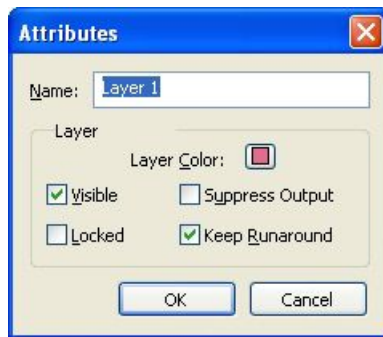 Attributes
Name: Layer 1
Layer
Layer Color:
Visible Suppress Output
Locked Keep Runaround
OK Cancel